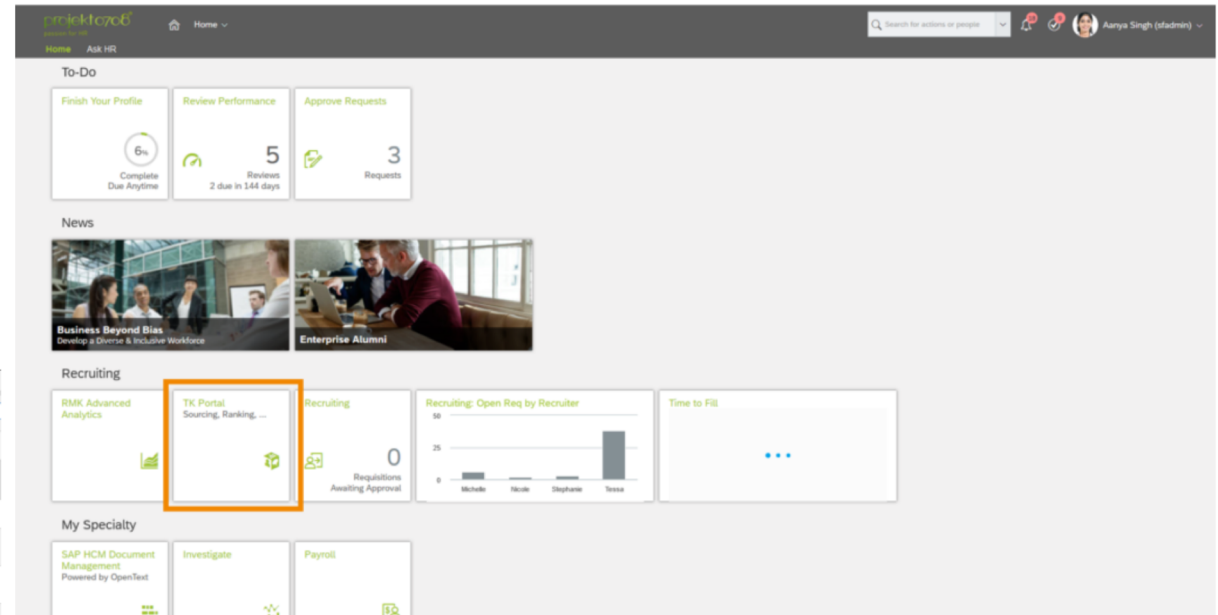 projekt0708
passion for HR
Home
Search for actions or people
Aanya Singh (sfadmin)
Home
Ask HR
To-Do
Finish Your Profile
6%
Complete
Due Anytime
Review Performance
5
Reviews
2 due in 144 days
Approve Requests
3
Requests
News
Business Beyond Bias
Develop a Diverse & Inclusive Workforce
Enterprise Alumni
Recruiting
RMK Advanced
Analytics
TK Portal
Sourcing, Ranking, ...
Recruiting
0
Requisitions
Awaiting Approval
Recruiting: Open Req by Recruiter
50
25
0
Michelle
Nicole
Stephanie
Tessa
Time to Fill
My Specialty
SAP HCM Document
Management
Powered by OpenText
Investigate
Payroll